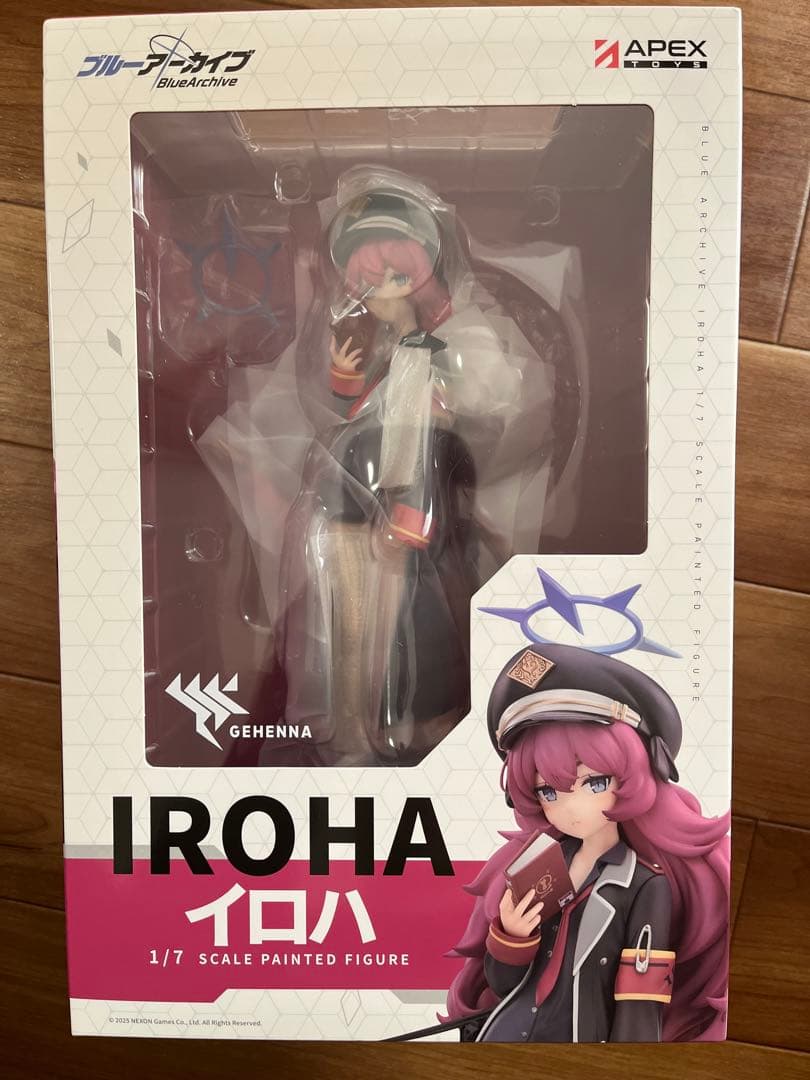 ブルーアーカイブ
BlueArchive
APEX
TOYS
BLUE ARCHIVE IROHA 1/7 SCALE PAINTED FIGURE
GEHENNA
IROHA
イロハ
1/7 SCALE PAINTED FIGURE
© 2025 NEXON Games Co., Ltd. All Rights Reserved.